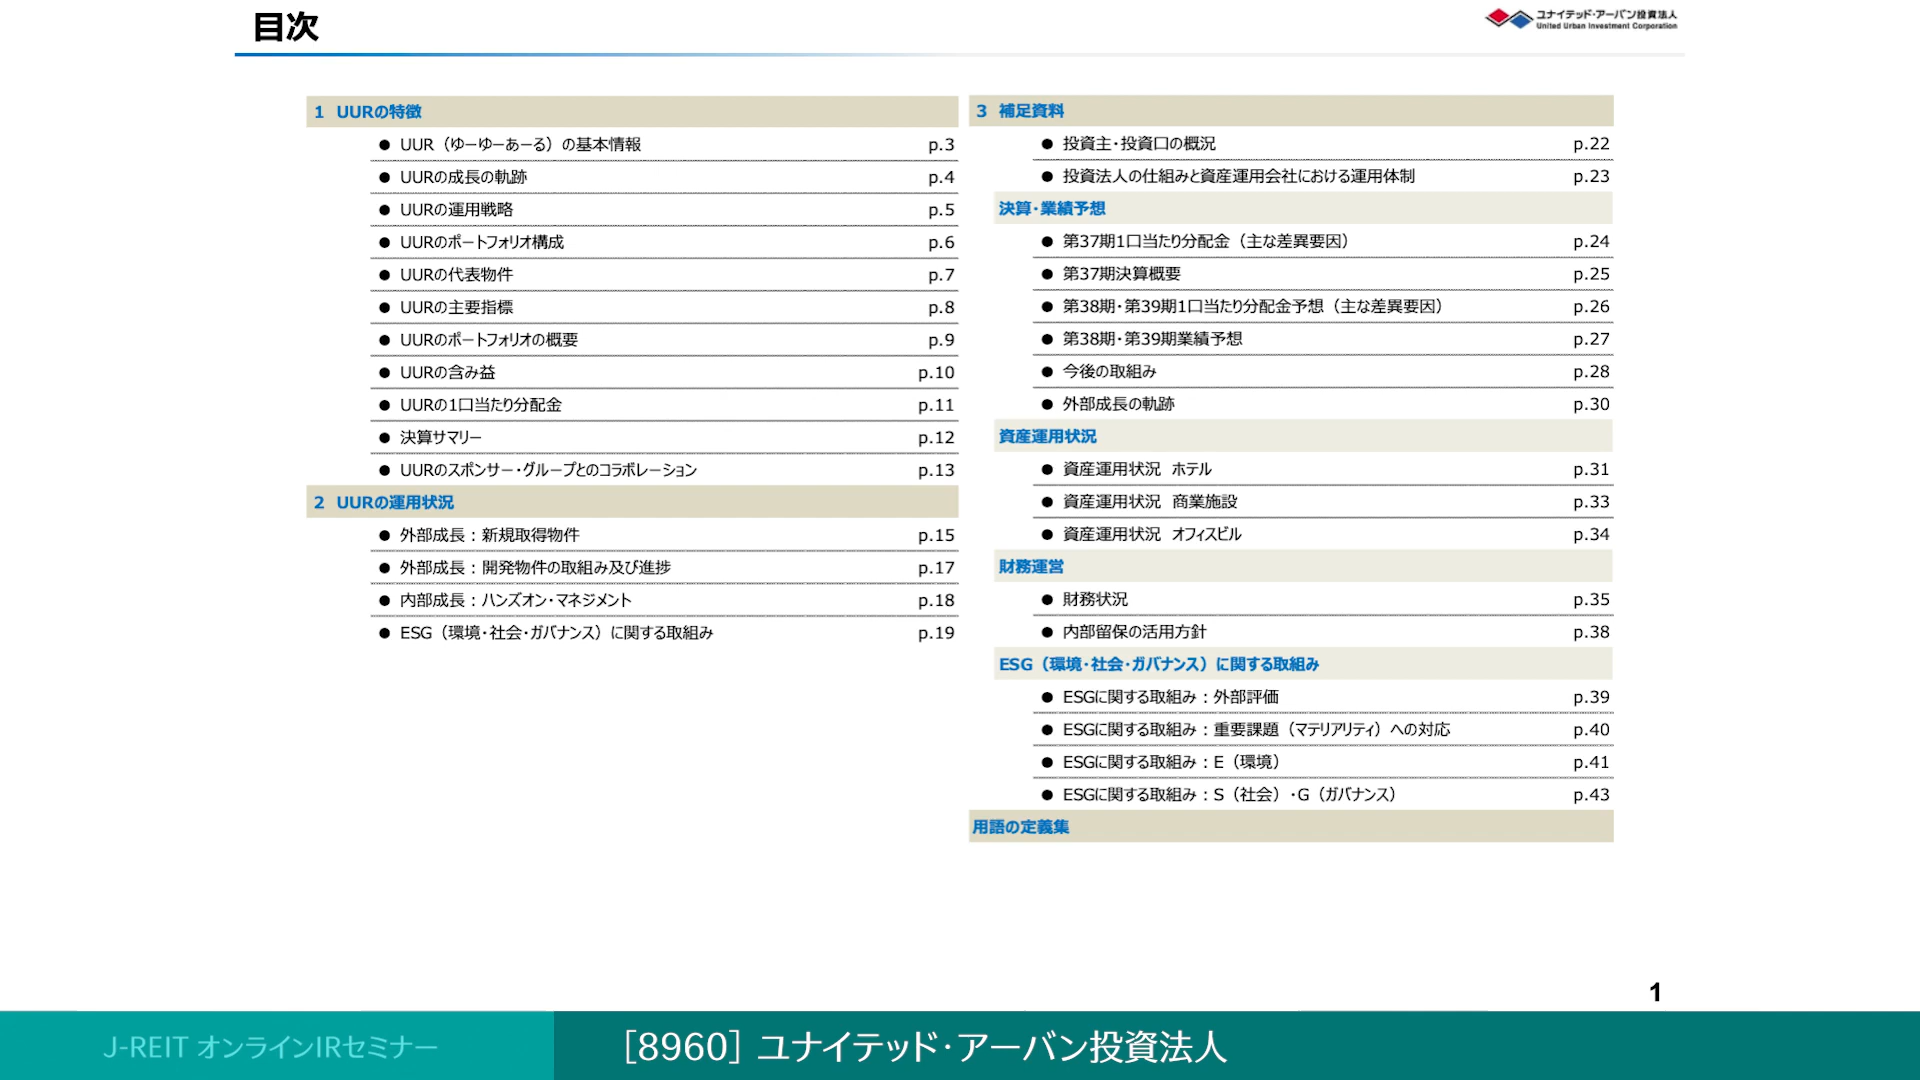 目次
ユナイテッド・アーバン投資法人
United Urban Investment Corporation
1 UURの特徴
● UUR（ゆーゆーあーる）の基本情報 p.3
● UURの成長の軌跡 p.4
● UURの運用戦略 p.5
● UURのポートフォリオ構成 p.6
● UURの代表物件 p.7
● UURの主要指標 p.8
● UURのポートフォリオの概要 p.9
● UURの含み益 p.10
● UURの1口当たり分配金 p.11
● 決算サマリー p.12
● UURのスポンサー・グループとのコラボレーション p.13
2 UURの運用状況
● 外部成長：新規取得物件 p.15
● 外部成長：開発物件の取組み及び進捗 p.17
● 内部成長：ハンズオン・マネジメント p.18
● ESG（環境・社会・ガバナンス）に関する取組み p.19
3 補足資料
● 投資主・投資口の概況 p.22
● 投資法人の仕組みと資産運用会社における運用体制 p.23
決算・業績予想
● 第37期1口当たり分配金（主な差異要因） p.24
● 第37期決算概要 p.25
● 第38期・第39期1口当たり分配金予想（主な差異要因） p.26
● 第38期・第39期業績予想 p.27
● 今後の取組み p.28
● 外部成長の軌跡 p.30
資産運用状況
● 資産運用状況 ホテル p.31
● 資産運用状況 商業施設 p.33
● 資産運用状況 オフィスビル p.34
財務運営
● 財務状況 p.35
● 内部留保の活用方針 p.38
ESG（環境・社会・ガバナンス）に関する取組み
● ESGに関する取組み：外部評価 p.39
● ESGに関する取組み：重要課題（マテリアリティ）への対応 p.40
● ESGに関する取組み：E（環境） p.41
● ESGに関する取組み：S（社会）・G（ガバナンス） p.43
用語の定義集
1
J-REIT オンラインIRセミナー
［8960］ユナイテッド・アーバン投資法人